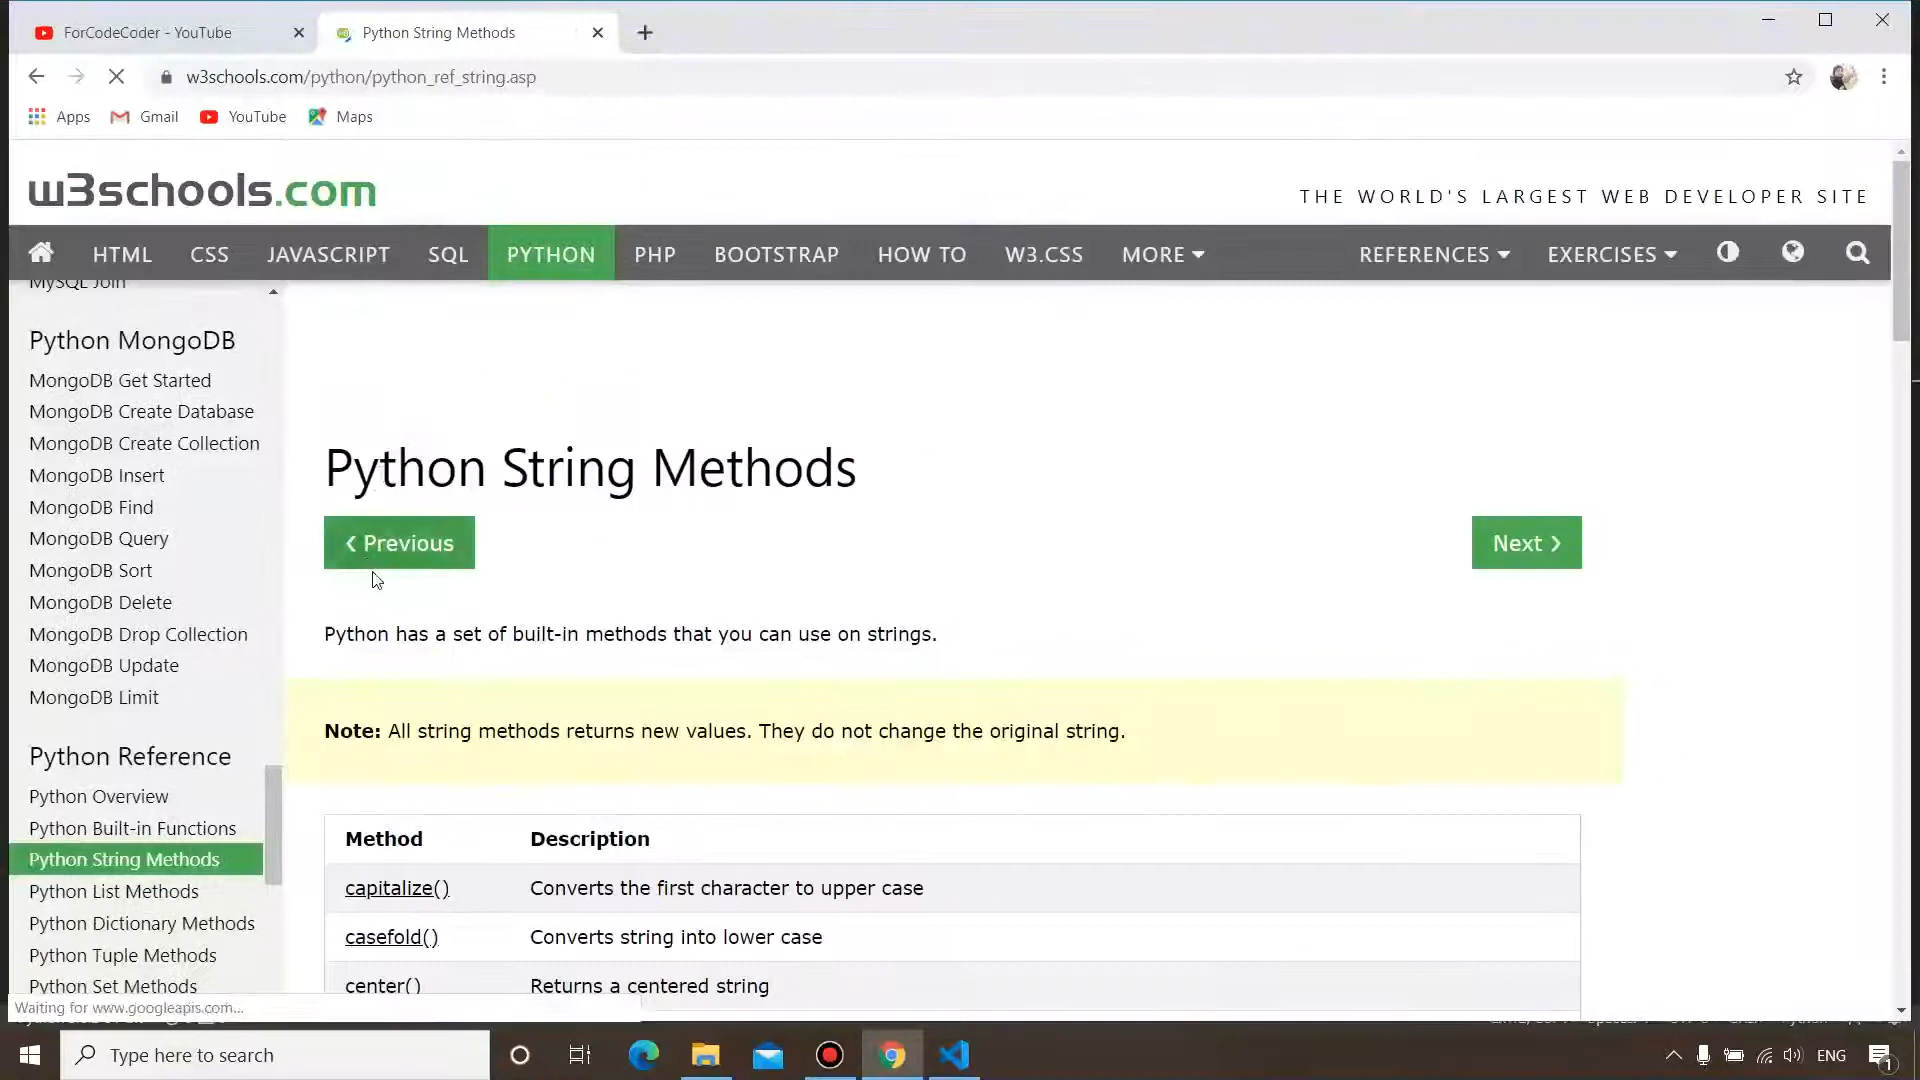 ForCodeCoder - YouTube
Python String Methods
w3schools.com/python/python_ref_string.asp
Apps
Gmail
YouTube
Maps
w3schools.com
THE WORLD'S LARGEST WEB DEVELOPER SITE
HTML CSS JAVASCRIPT SQL PYTHON PHP BOOTSTRAP HOW TO W3.CSS MORE REFERENCES EXERCISES
MySQL Join
Python MongoDB
MongoDB Get Started
MongoDB Create Database
MongoDB Create Collection
MongoDB Insert
MongoDB Find
MongoDB Query
MongoDB Sort
MongoDB Delete
MongoDB Drop Collection
MongoDB Update
MongoDB Limit
Python Reference
Python Overview
Python Built-in Functions
Python String Methods
Python List Methods
Python Dictionary Methods
Python Tuple Methods
Python Set Methods
Python String Methods
❮ Previous
Next ❯
Python has a set of built-in methods that you can use on strings.
Note: All string methods returns new values. They do not change the original string.
Method Description
capitalize() Converts the first character to upper case
casefold() Converts string into lower case
center() Returns a centered string
Waiting for www.googleapis.com...
Type here to search
ENG
1